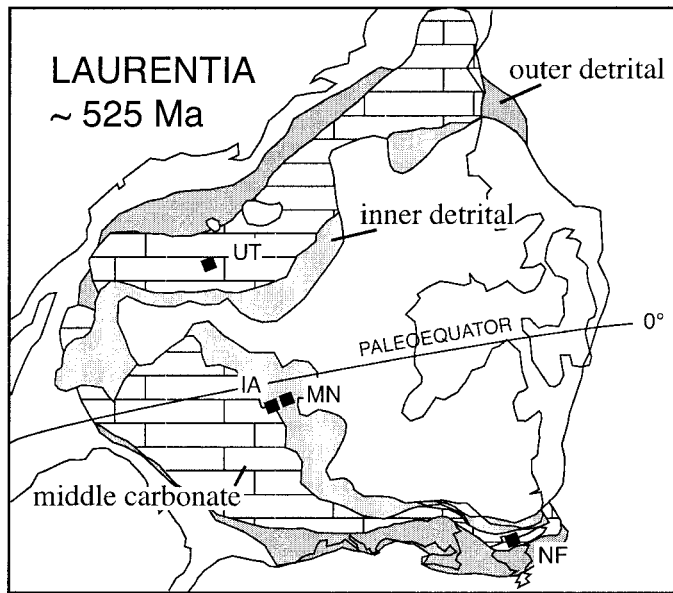 LAURENTIA
~ 525 Ma
outer detrital
inner detrital
UT
PALEOEQUATOR
0°
IA
MN
middle carbonate
NF